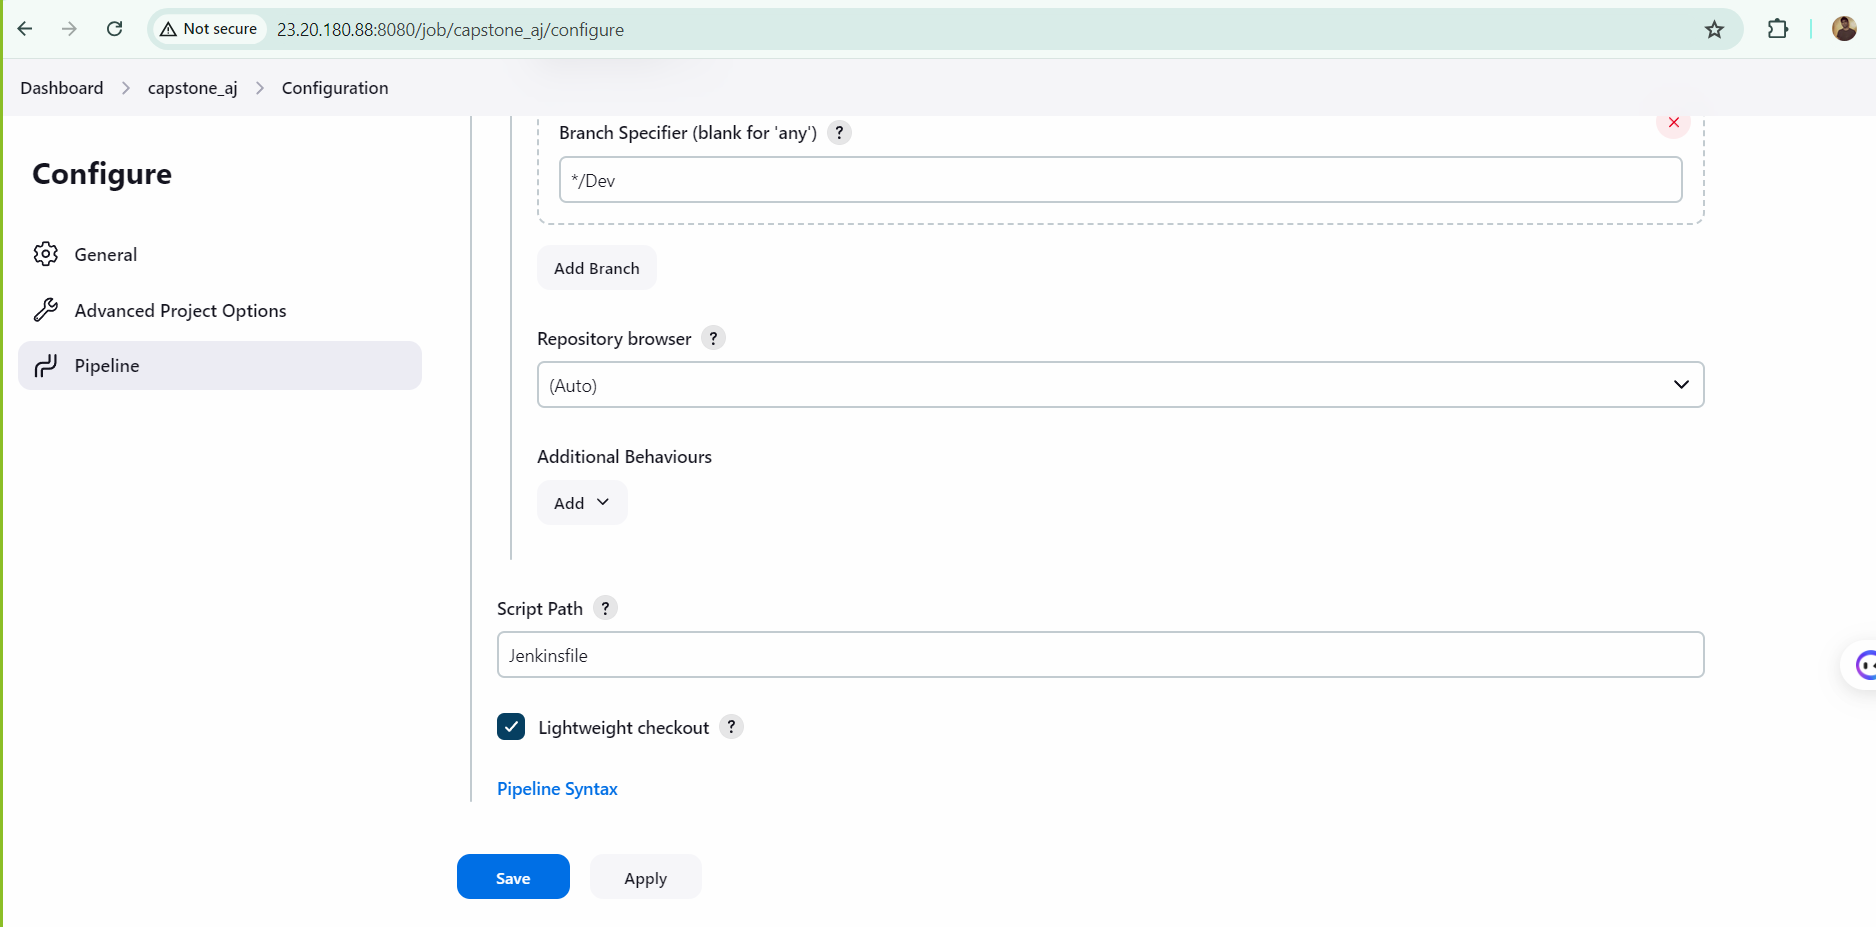 Not secure
23.20.180.88:8080/job/capstone_aj/configure
Dashboard
capstone_aj
Configuration
Configure
General
Advanced Project Options
Pipeline
Branch Specifier (blank for 'any') ?
*/Dev
Add Branch
Repository browser ?
(Auto)
Additional Behaviours
Add
Script Path ?
Jenkinsfile
Lightweight checkout ?
Pipeline Syntax
Save
Apply